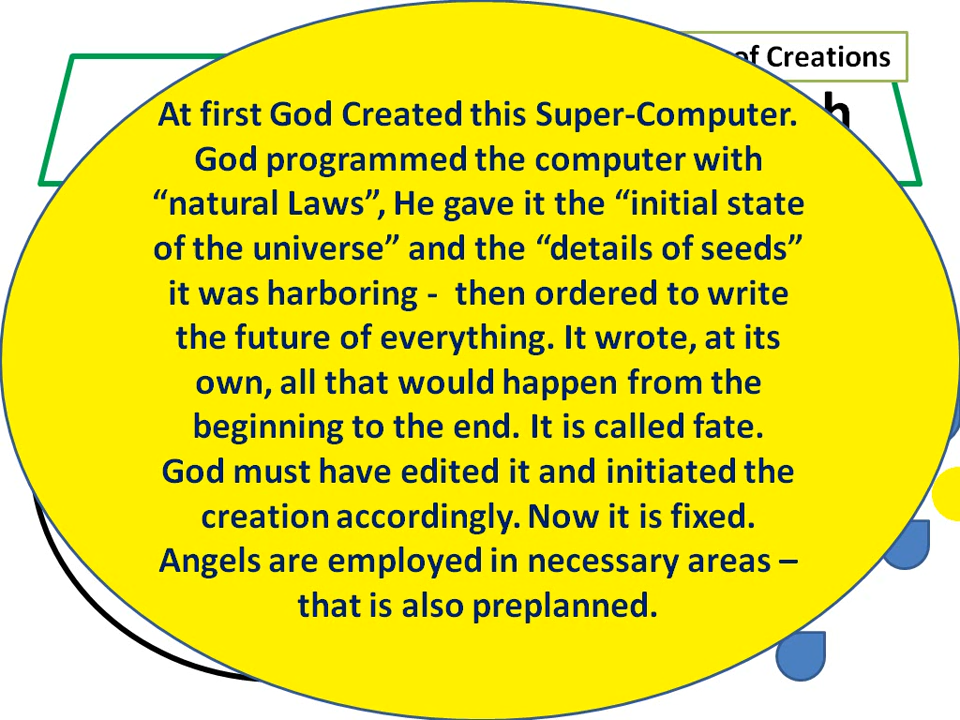 of Creations
h
At first God Created this Super-Computer.
God programmed the computer with
“natural Laws”, He gave it the “initial state
of the universe” and the “details of seeds”
it was harboring - then ordered to write
the future of everything. It wrote, at its
own, all that would happen from the
beginning to the end. It is called fate.
God must have edited it and initiated the
creation accordingly. Now it is fixed.
Angels are employed in necessary areas –
that is also preplanned.